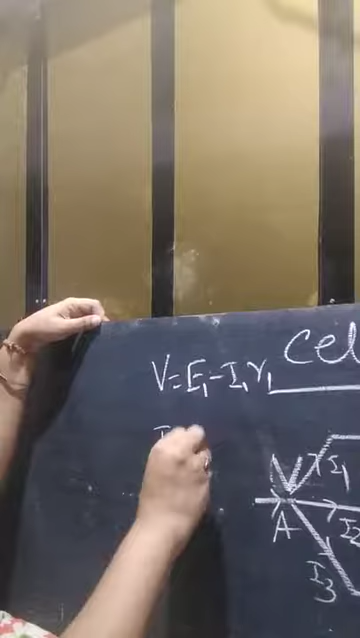 Cel
V = E₁ - I₁r₁
I
I₁
A
I₂
I₃